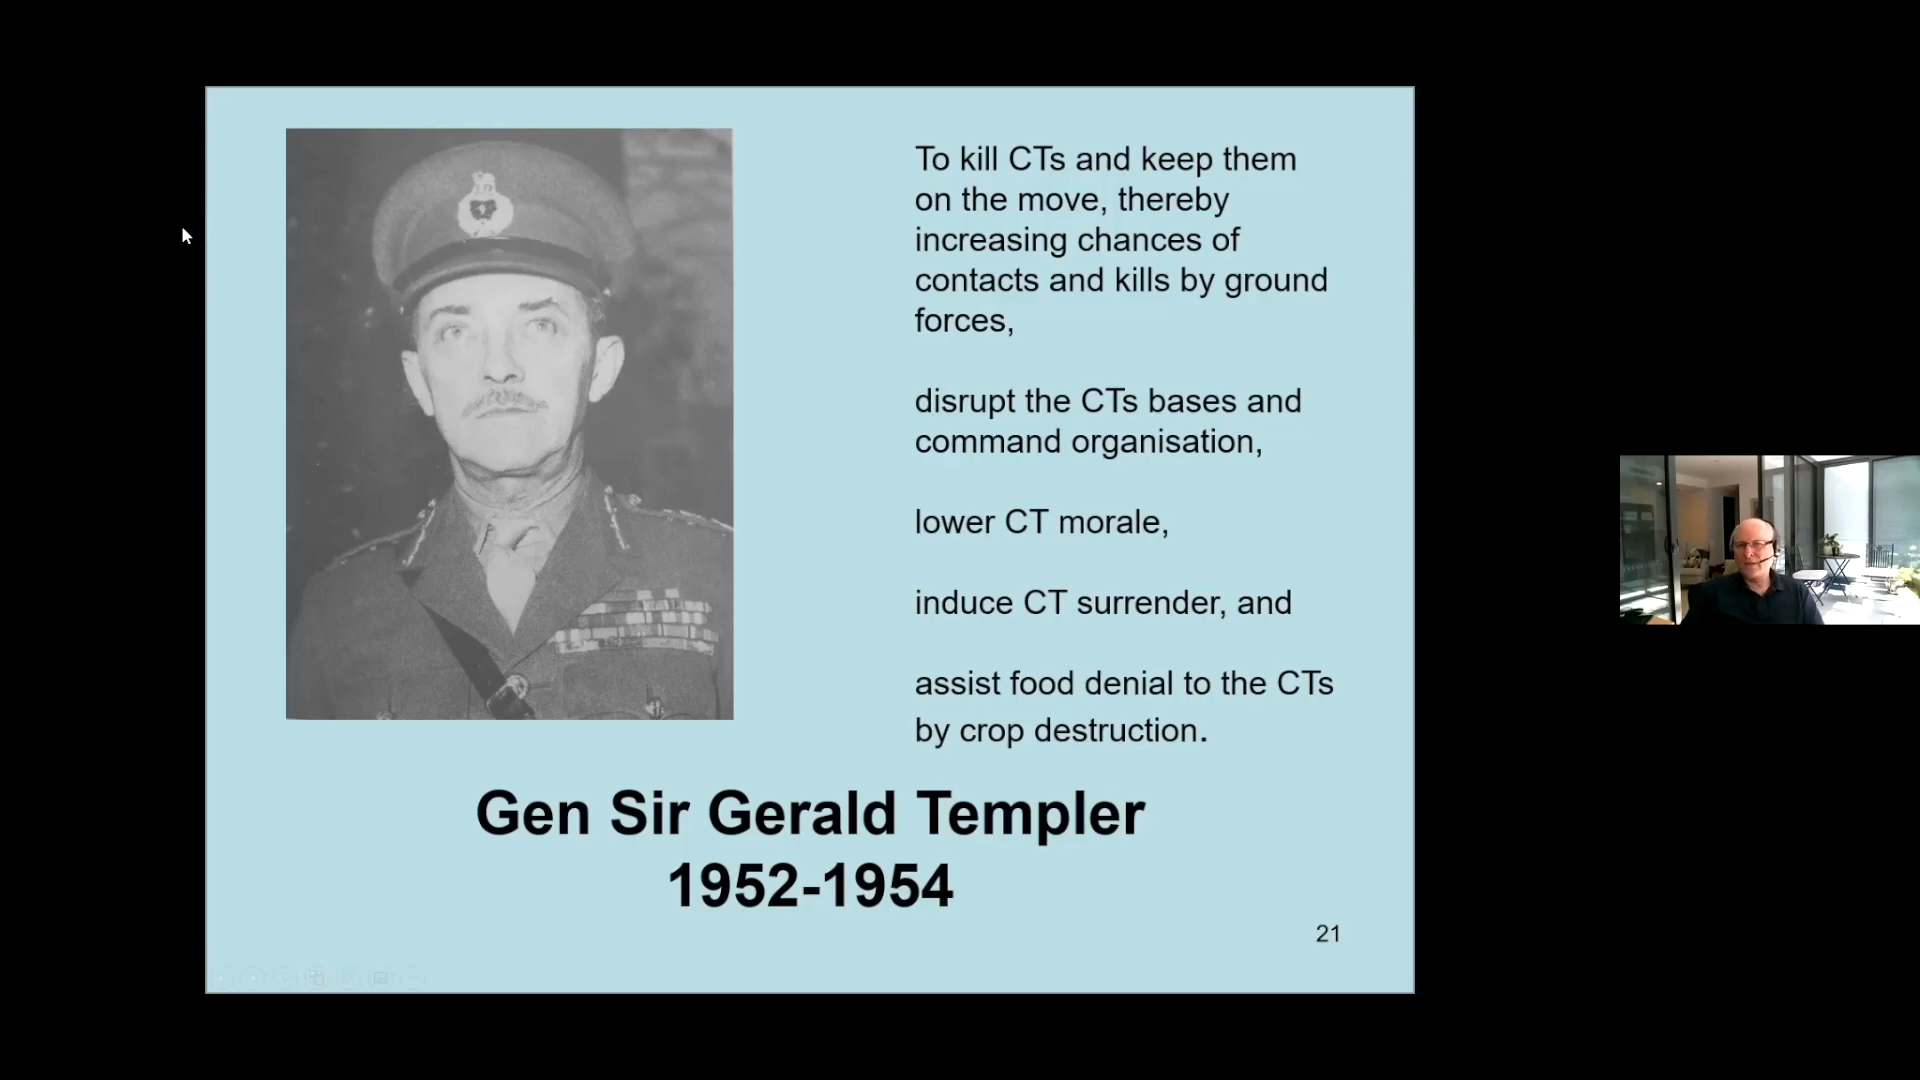 To kill CTs and keep them
on the move, thereby
increasing chances of
contacts and kills by ground
forces,
disrupt the CTs bases and
command organisation,
lower CT morale,
induce CT surrender, and
assist food denial to the CTs
by crop destruction.
Gen Sir Gerald Templer
1952-1954
21